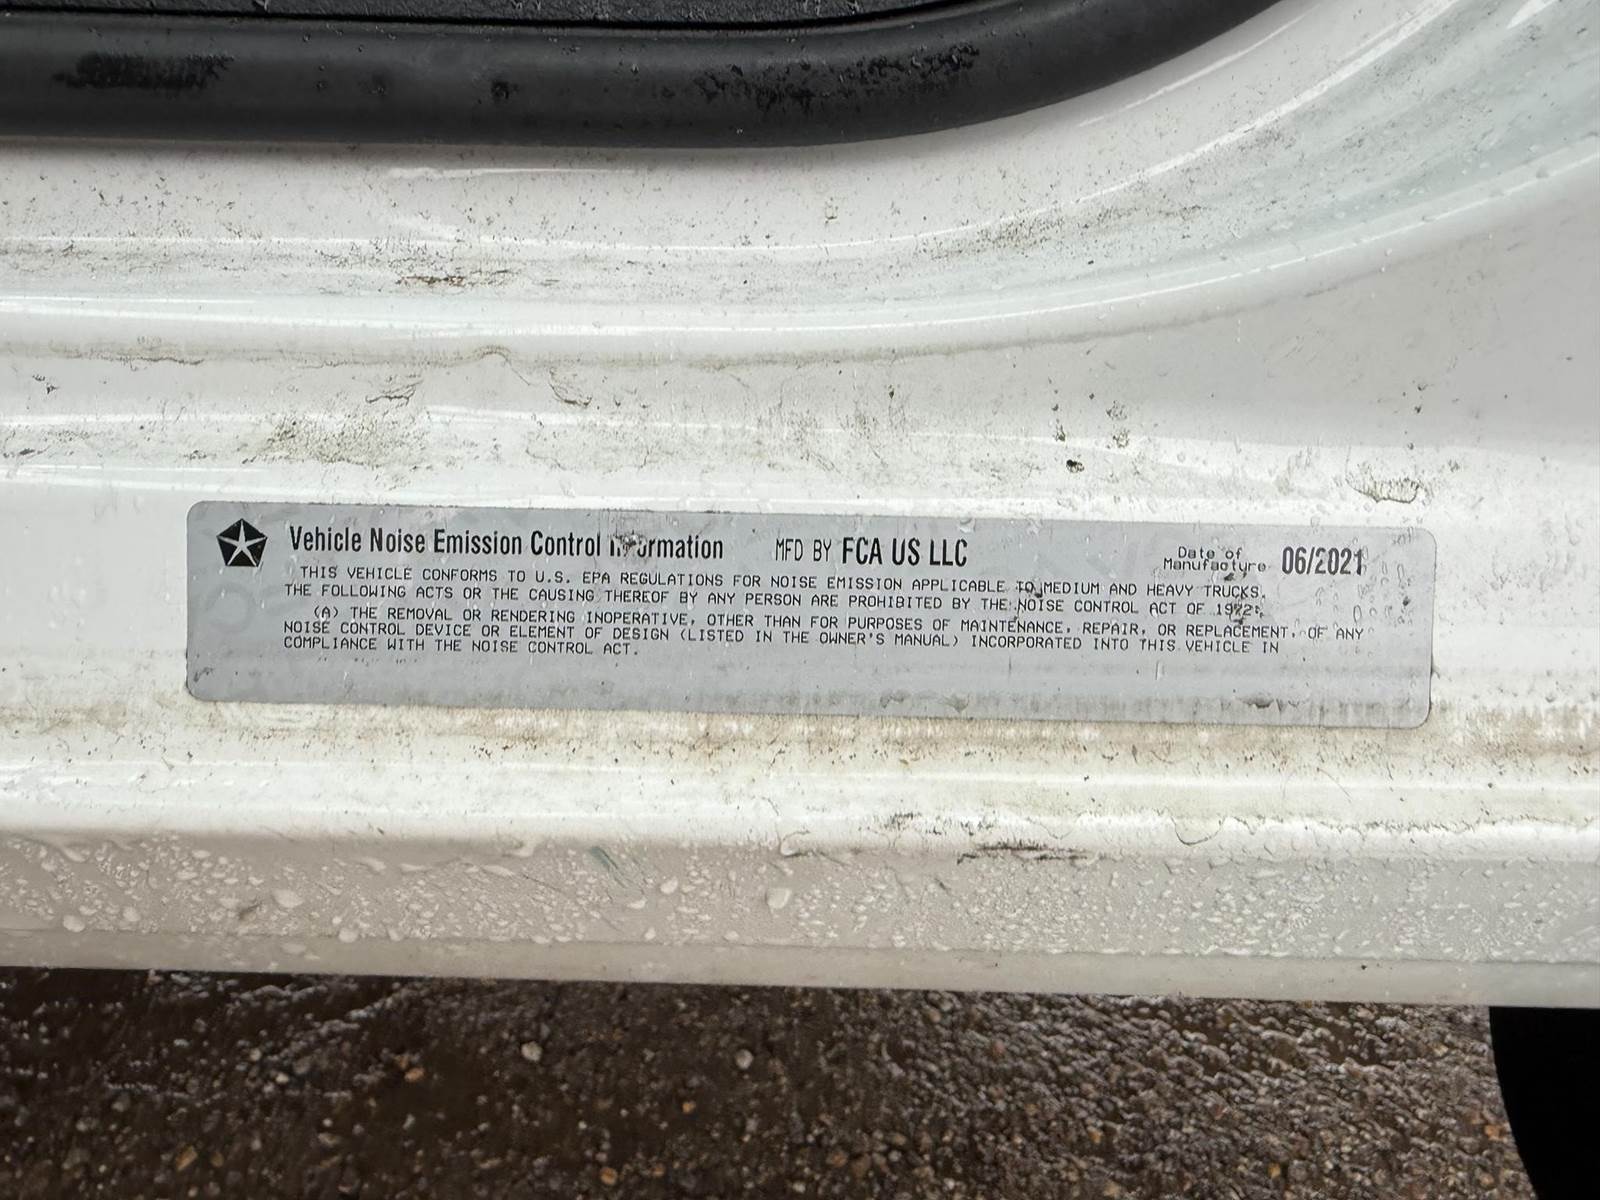 Vehicle Noise Emission Control Information MFD BY FCA US LLC Date of Manufacture 06/2021
THIS VEHICLE CONFORMS TO U.S. EPA REGULATIONS FOR NOISE EMISSION APPLICABLE TO MEDIUM AND HEAVY TRUCKS.
THE FOLLOWING ACTS OR THE CAUSING THEREOF BY ANY PERSON ARE PROHIBITED BY THE NOISE CONTROL ACT OF 1972:
(A) THE REMOVAL OR RENDERING INOPERATIVE, OTHER THAN FOR PURPOSES OF MAINTENANCE, REPAIR, OR REPLACEMENT, OF ANY
NOISE CONTROL DEVICE OR ELEMENT OF DESIGN (LISTED IN THE OWNER'S MANUAL) INCORPORATED INTO THIS VEHICLE IN
COMPLIANCE WITH THE NOISE CONTROL ACT.